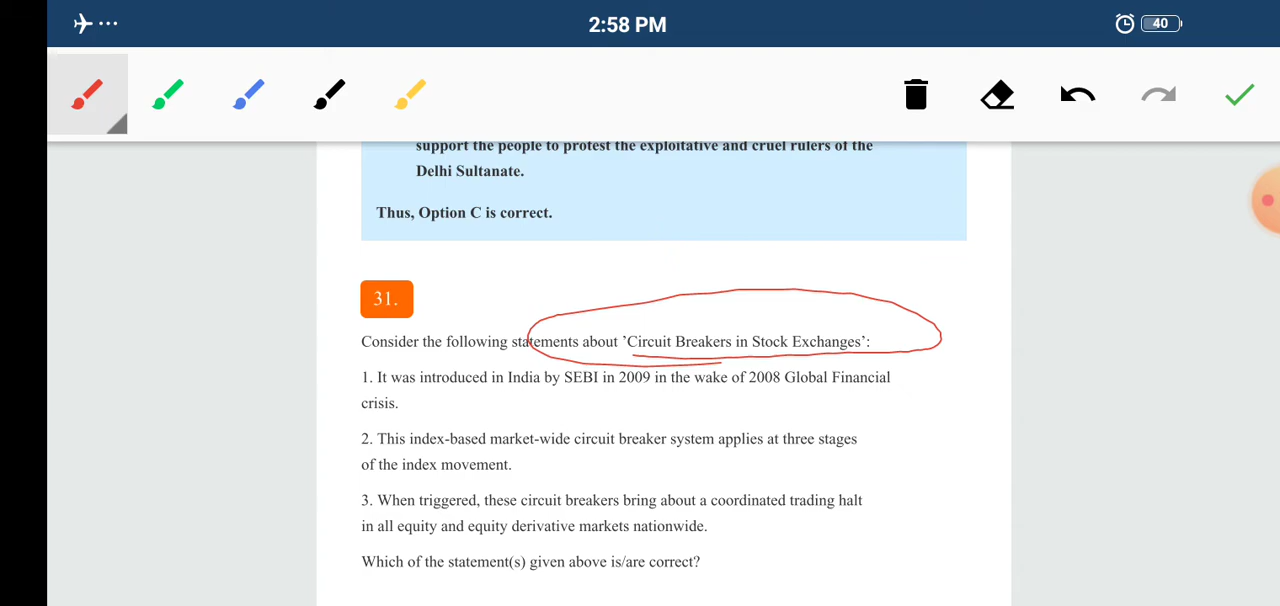 2:58 PM
40
support the people to protest the exploitative and cruel rulers of the
Delhi Sultanate.
Thus, Option C is correct.
31.
Consider the following statements about ’Circuit Breakers in Stock Exchanges’:
1. It was introduced in India by SEBI in 2009 in the wake of 2008 Global Financial
crisis.
2. This index-based market-wide circuit breaker system applies at three stages
of the index movement.
3. When triggered, these circuit breakers bring about a coordinated trading halt
in all equity and equity derivative markets nationwide.
Which of the statement(s) given above is/are correct?